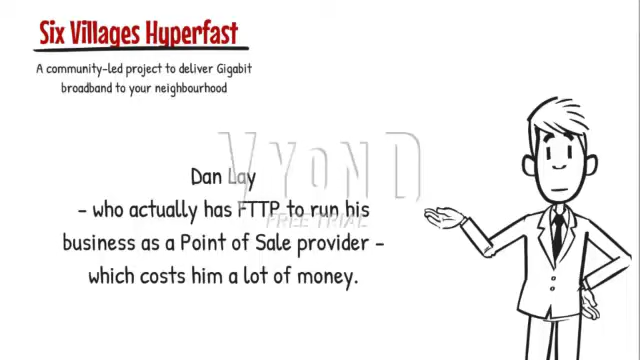 Six Villages Hyperfast
A community-led project to deliver Gigabit
broadband to your neighbourhood
VYOND
FREE TRIAL
Dan Lay
- who actually has FTTP to run his
business as a Point of Sale provider -
which costs him a lot of money.